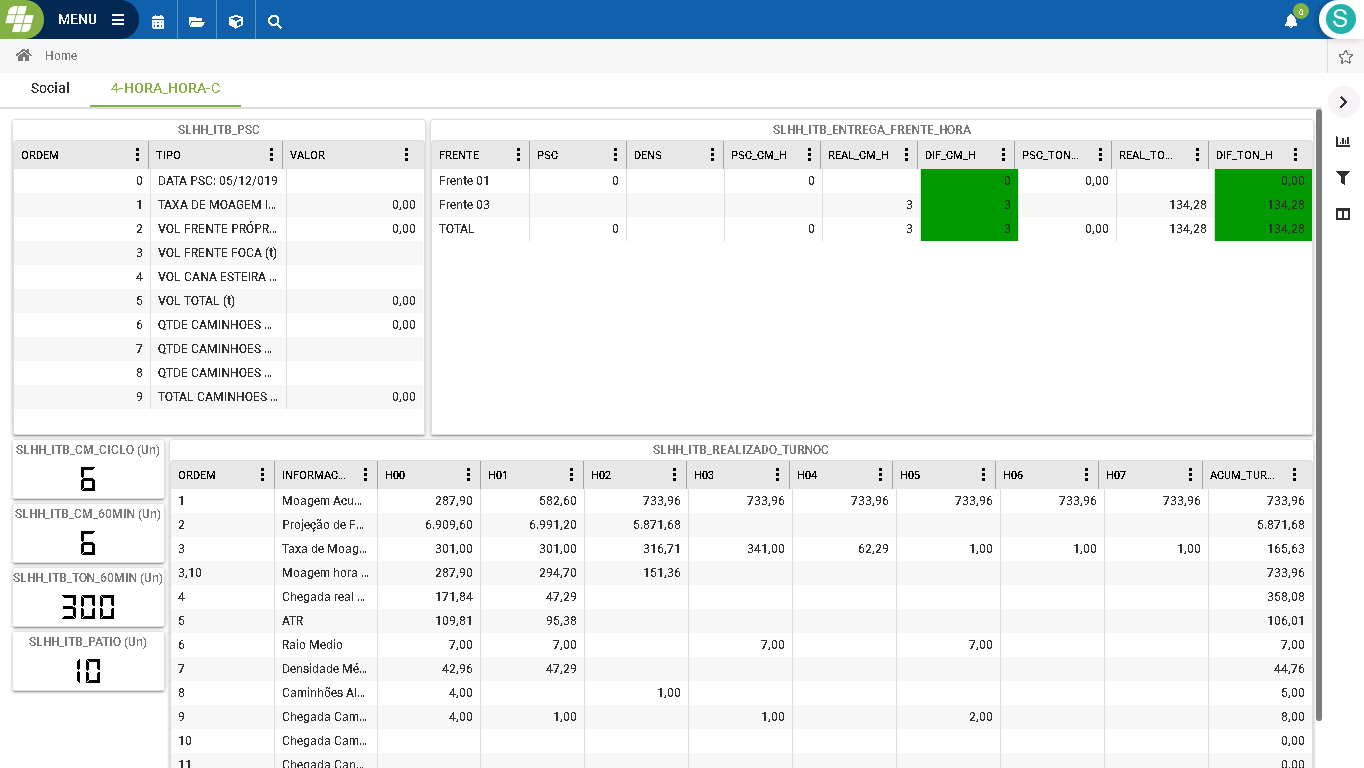 MENU
0
S
Home
Social 4-HORA_HORA-C
SLHH_ITB_PSC
ORDEM TIPO VALOR
0 DATA PSC: 05/12/019
1 TAXA DE MOAGEM I... 0,00
2 VOL FRENTE PRÓPR... 0,00
3 VOL FRENTE FOCA (t)
4 VOL CANA ESTEIRA ...
5 VOL TOTAL (t) 0,00
6 QTDE CAMINHOES ... 0,00
7 QTDE CAMINHOES ...
8 QTDE CAMINHOES ...
9 TOTAL CAMINHOES ... 0,00
SLHH_ITB_ENTREGA_FRENTE_HORA
FRENTE PSC DENS PSC_CM_H REAL_CM_H DIF_CM_H PSC_TON... REAL_TO... DIF_TON_H
Frente 01 0 0 0 0,00 0,00
Frente 03 3 3 134,28 134,28
TOTAL 0 0 3 3 0,00 134,28 134,28
SLHH_ITB_CM_CICLO (Un)
6
SLHH_ITB_CM_60MIN (Un)
6
SLHH_ITB_TON_60MIN (Un)
300
SLHH_ITB_PATIO (Un)
10
SLHH_ITB_REALIZADO_TURNOC
ORDEM INFORMAC... H00 H01 H02 H03 H04 H05 H06 H07 ACUM_TUR...
1 Moagem Acu... 287,90 582,60 733,96 733,96 733,96 733,96 733,96 733,96 733,96
2 Projeção de F... 6.909,60 6.991,20 5.871,68 5.871,68
3 Taxa de Moag... 301,00 301,00 316,71 341,00 62,29 1,00 1,00 1,00 165,63
3,10 Moagem hora ... 287,90 294,70 151,36 733,96
4 Chegada real ... 171,84 47,29 358,08
5 ATR 109,81 95,38 106,01
6 Raio Medio 7,00 7,00 7,00 7,00 7,00
7 Densidade Mé... 42,96 47,29 44,76
8 Caminhões Al... 4,00 1,00 5,00
9 Chegada Cam... 4,00 1,00 1,00 2,00 8,00
10 Chegada Cam... 0,00
11 Chegada Can... 0,00